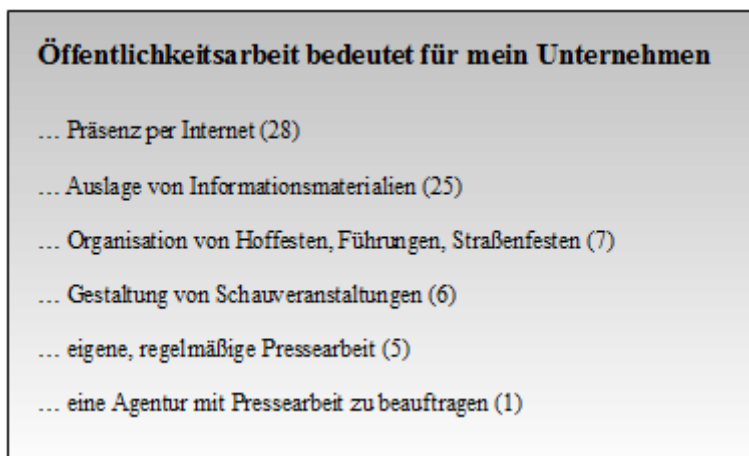 Öffentlichkeitsarbeit bedeutet für mein Unternehmen
… Präsenz per Internet (28)
… Auslage von Informationsmaterialien (25)
… Organisation von Hoffesten, Führungen, Straßenfesten (7)
… Gestaltung von Schauveranstaltungen (6)
… eigene, regelmäßige Pressearbeit (5)
… eine Agentur mit Pressearbeit zu beauftragen (1)